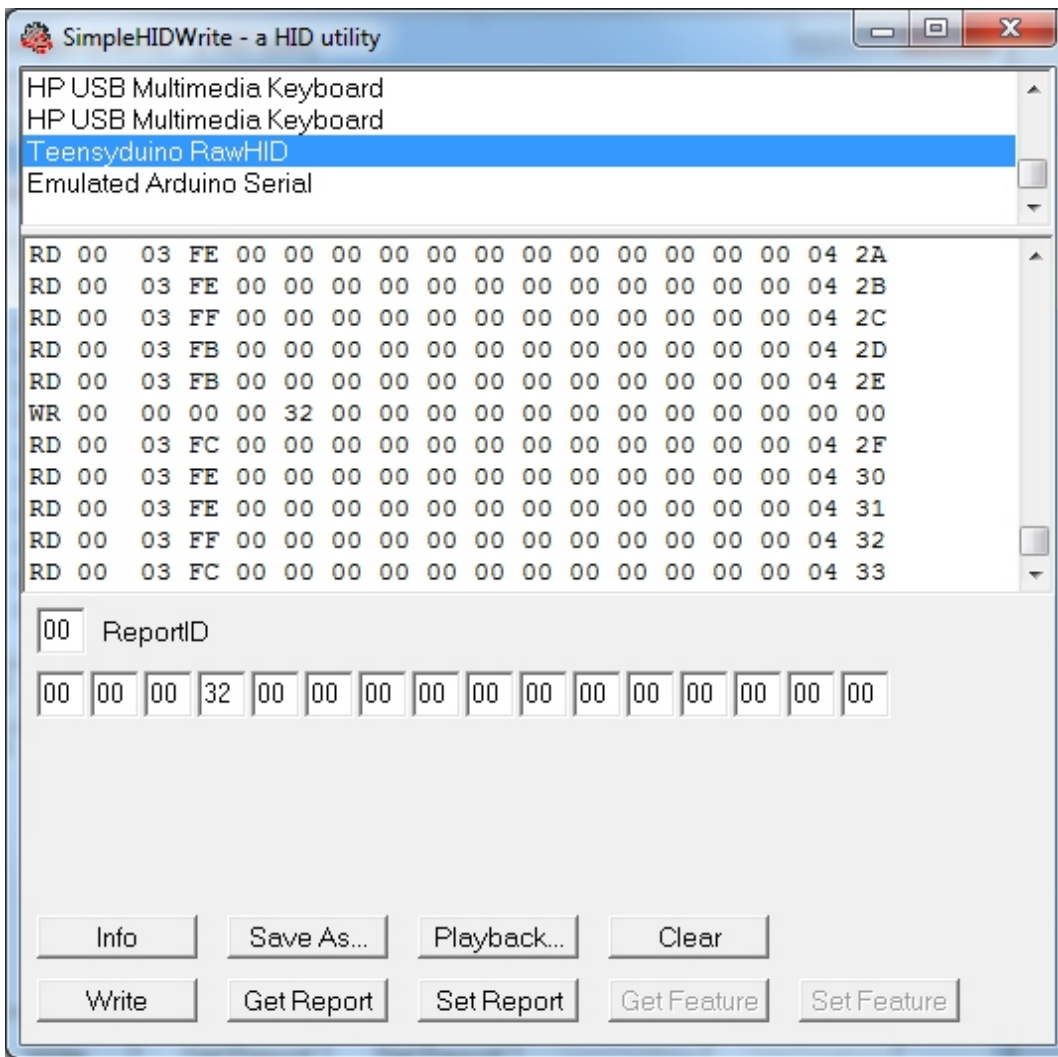 SimpleHIDWrite - a HID utility
HP USB Multimedia Keyboard
HP USB Multimedia Keyboard
Teensyduino RawHID
Emulated Arduino Serial
RD 00 03 FE 00 00 00 00 00 00 00 00 00 00 00 00 04 2A
RD 00 03 FE 00 00 00 00 00 00 00 00 00 00 00 00 04 2B
RD 00 03 FF 00 00 00 00 00 00 00 00 00 00 00 00 04 2C
RD 00 03 FB 00 00 00 00 00 00 00 00 00 00 00 00 04 2D
RD 00 03 FB 00 00 00 00 00 00 00 00 00 00 00 00 04 2E
WR 00 00 00 00 32 00 00 00 00 00 00 00 00 00 00 00 00
RD 00 03 FC 00 00 00 00 00 00 00 00 00 00 00 00 04 2F
RD 00 03 FE 00 00 00 00 00 00 00 00 00 00 00 00 04 30
RD 00 03 FE 00 00 00 00 00 00 00 00 00 00 00 00 04 31
RD 00 03 FF 00 00 00 00 00 00 00 00 00 00 00 00 04 32
RD 00 03 FC 00 00 00 00 00 00 00 00 00 00 00 00 04 33
00 ReportID
00 00 00 32 00 00 00 00 00 00 00 00 00 00 00 00
Info Save As... Playback... Clear
Write Get Report Set Report Get Feature Set Feature